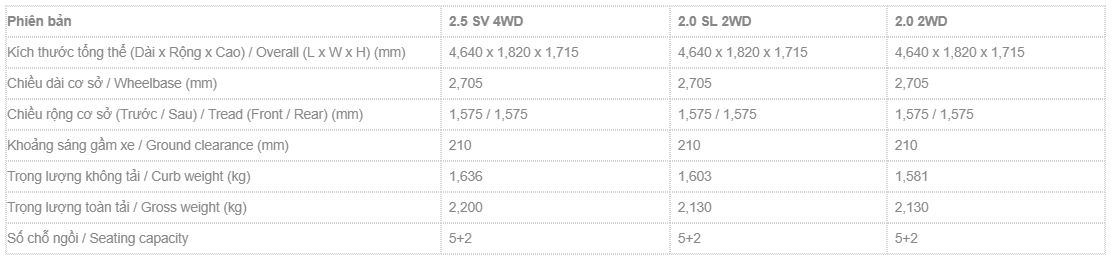 Phiên bản 2.5 SV 4WD 2.0 SL 2WD 2.0 2WD
Kích thước tổng thể (Dài x Rộng x Cao) / Overall (L x W x H) (mm) 4,640 x 1,820 x 1,715 4,640 x 1,820 x 1,715 4,640 x 1,820 x 1,715
Chiều dài cơ sở / Wheelbase (mm) 2,705 2,705 2,705
Chiều rộng cơ sở (Trước / Sau) / Tread (Front / Rear) (mm) 1,575 / 1,575 1,575 / 1,575 1,575 / 1,575
Khoảng sáng gầm xe / Ground clearance (mm) 210 210 210
Trọng lượng không tải / Curb weight (kg) 1,636 1,603 1,581
Trọng lượng toàn tải / Gross weight (kg) 2,200 2,130 2,130
Số chỗ ngồi / Seating capacity 5+2 5+2 5+2